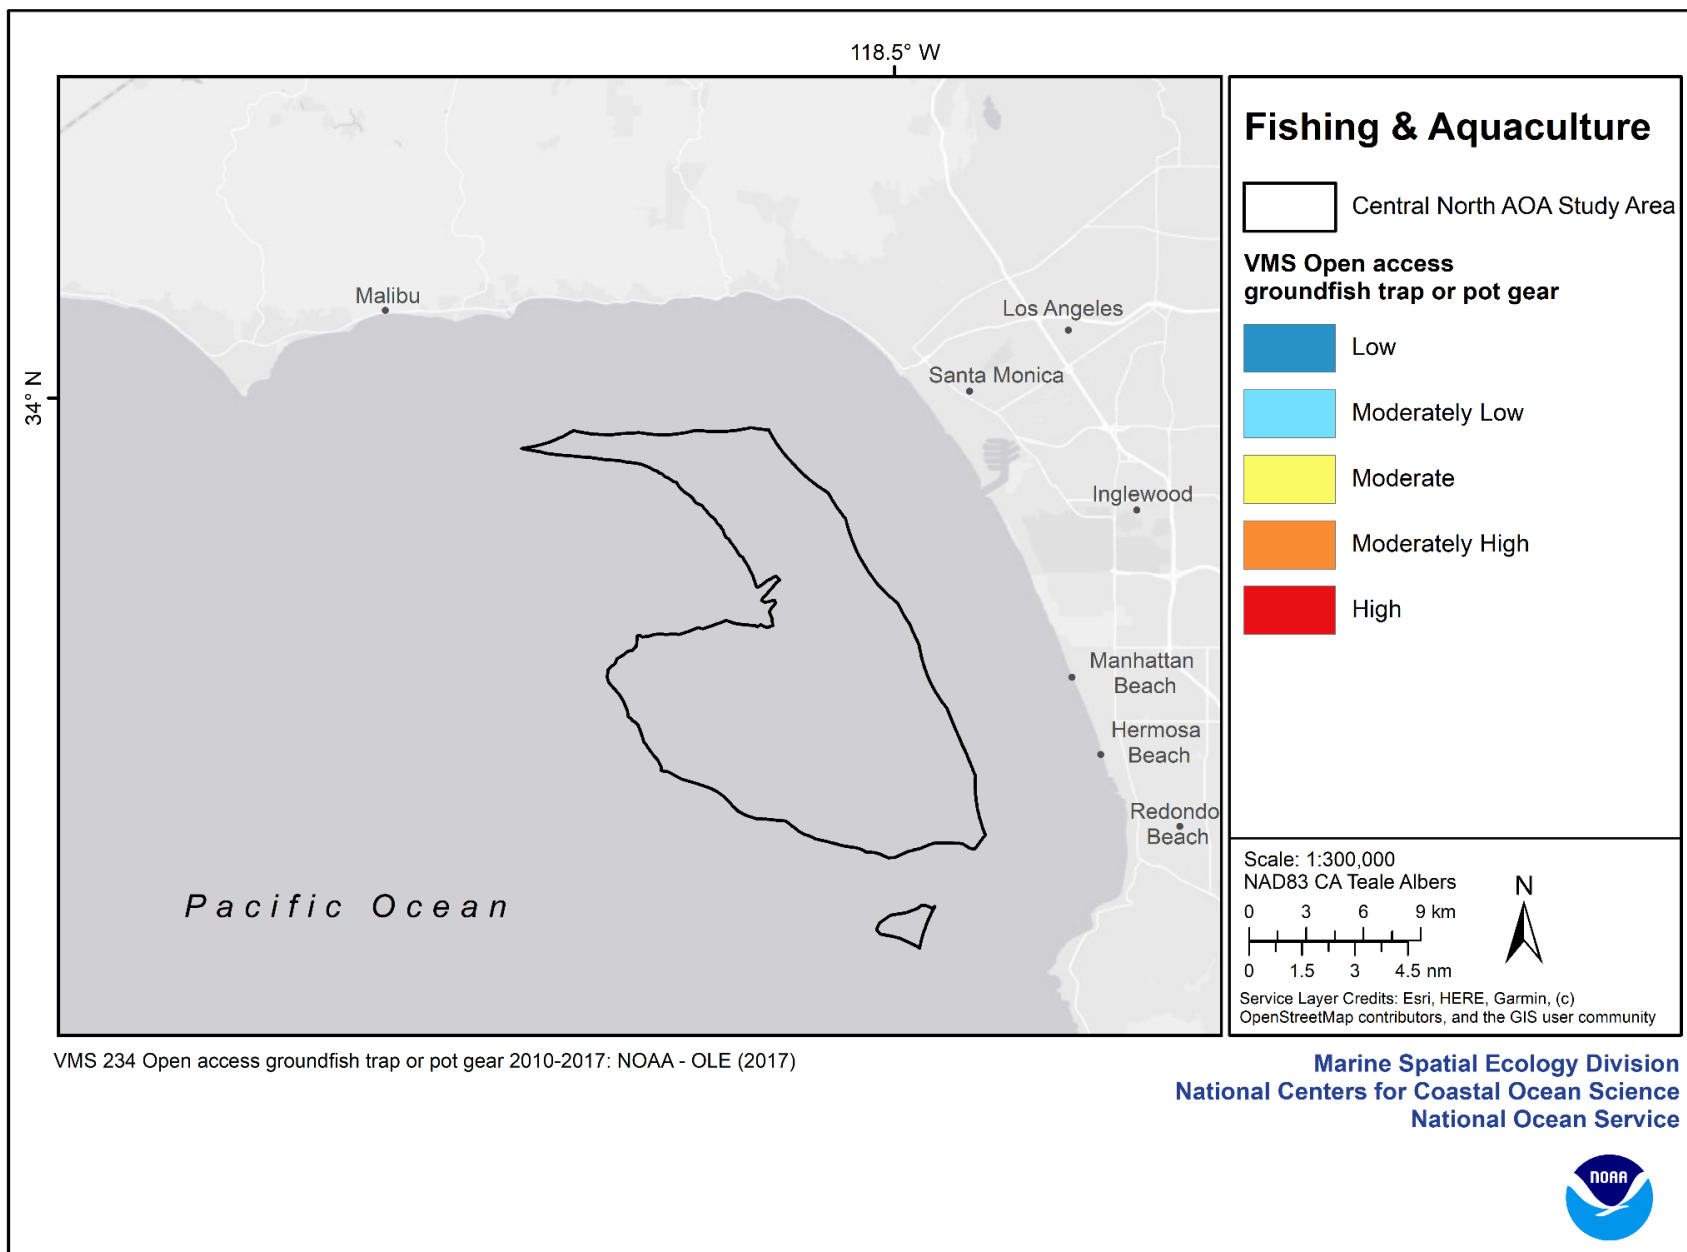 118.5° W
34° N
Malibu
Los Angeles
Santa Monica
Inglewood
Manhattan
Beach
Hermosa
Beach
Redondo
Beach
Pacific Ocean
Fishing & Aquaculture
Central North AOA Study Area
VMS Open access
groundfish trap or pot gear
Low
Moderately Low
Moderate
Moderately High
High
Scale: 1:300,000
NAD83 CA Teale Albers
0 3 6 9 km
0 1.5 3 4.5 nm
N
Service Layer Credits: Esri, HERE, Garmin, (c)
OpenStreetMap contributors, and the GIS user community
VMS 234 Open access groundfish trap or pot gear 2010-2017: NOAA - OLE (2017)
Marine Spatial Ecology Division
National Centers for Coastal Ocean Science
National Ocean Service
NOAA